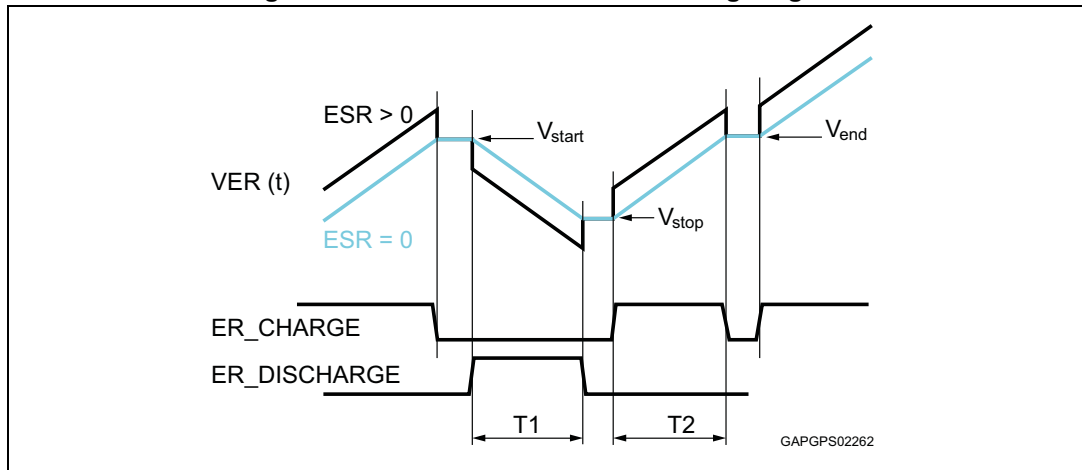 ESR > 0
V_start
V_end
VER (t)
V_stop
ESR = 0
ER_CHARGE
ER_DISCHARGE
T1
T2
GAPGPS02262